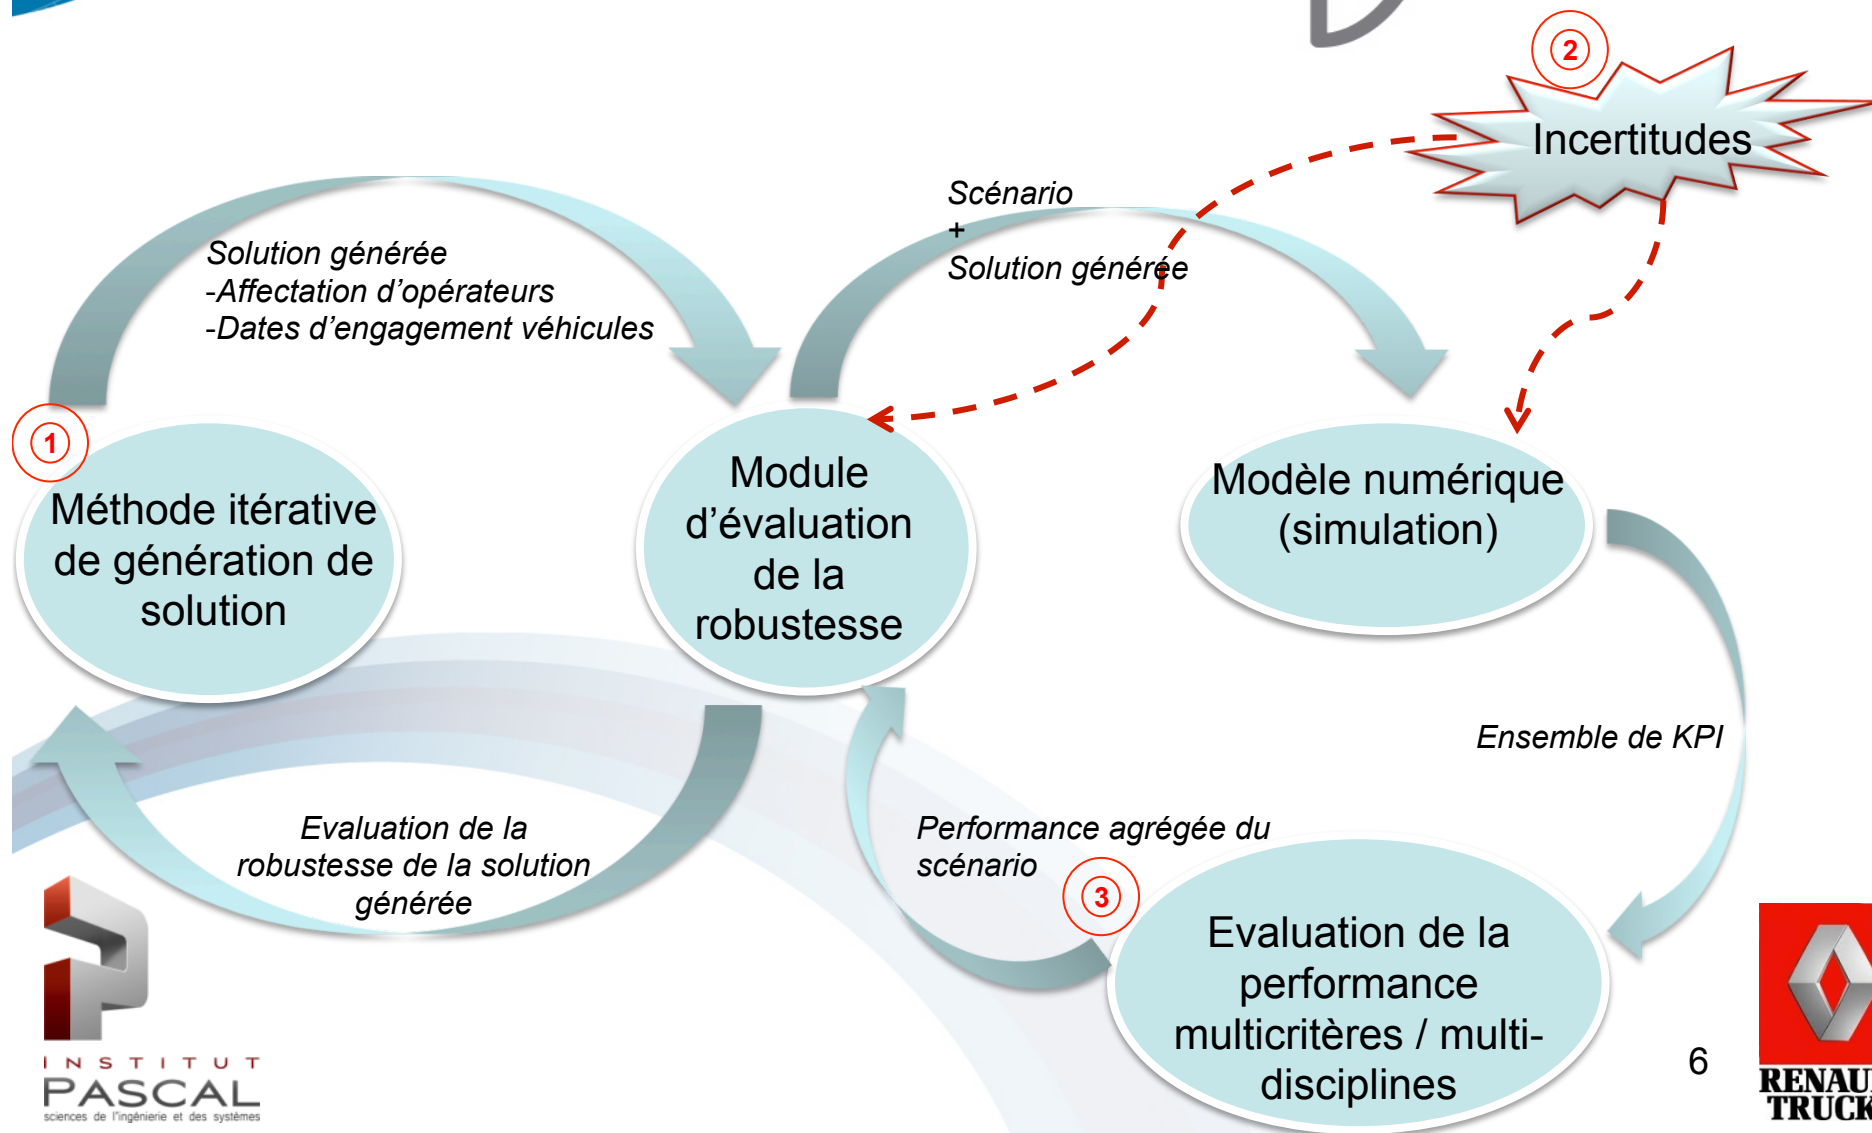 2
Incertitudes
Scénario
+
Solution générée
Solution générée
-Affectation d'opérateurs
-Dates d'engagement véhicules
1
Méthode itérative
de génération de
solution
Module
d'évaluation
de la
robustesse
Modèle numérique
(simulation)
Ensemble de KPI
Evaluation de la
robustesse de la solution
générée
Performance agrégée du
scénario
3
Evaluation de la
performance
multicritères / multi-
disciplines
INSTITUT
PASCAL
sciences de l'ingénierie et des systèmes
6
RENAU
TRUCK